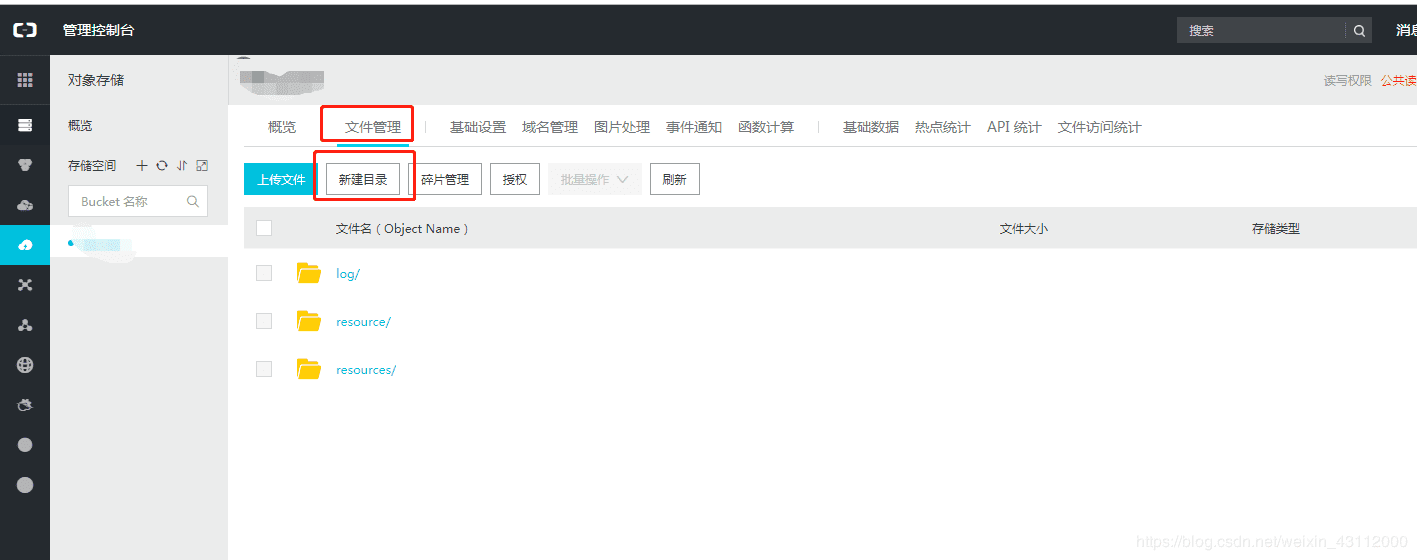 管理控制台
搜索
消息
对象存储
读写权限 公共读
概览
概览 文件管理 基础设置 域名管理 图片处理 事件通知 函数计算 基础数据 热点统计 API 统计 文件访问统计
存储空间
上传文件 新建目录 碎片管理 授权 批量操作 刷新
Bucket 名称
文件名 ( Object Name ) 文件大小 存储类型
log/
resource/
resources/
https://blog.csdn.net/weixin_43112000